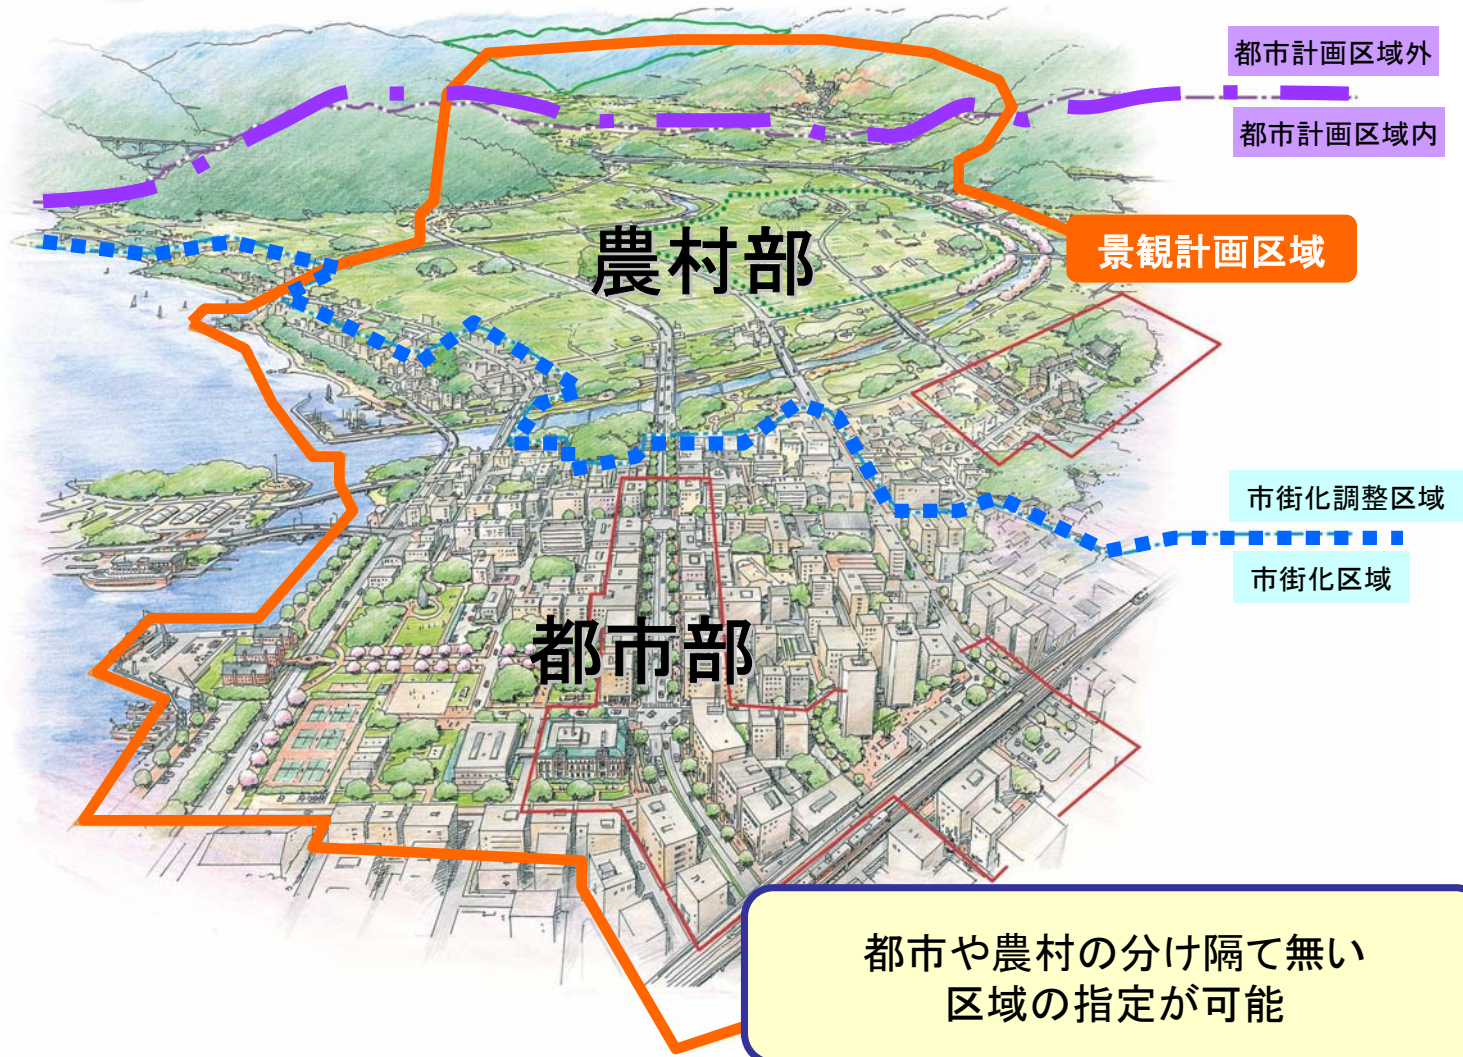 都市計画区域外
都市計画区域内
農村部
景観計画区域
市街化調整区域
市街化区域
都市部
都市や農村の分け隔て無い
区域の指定が可能